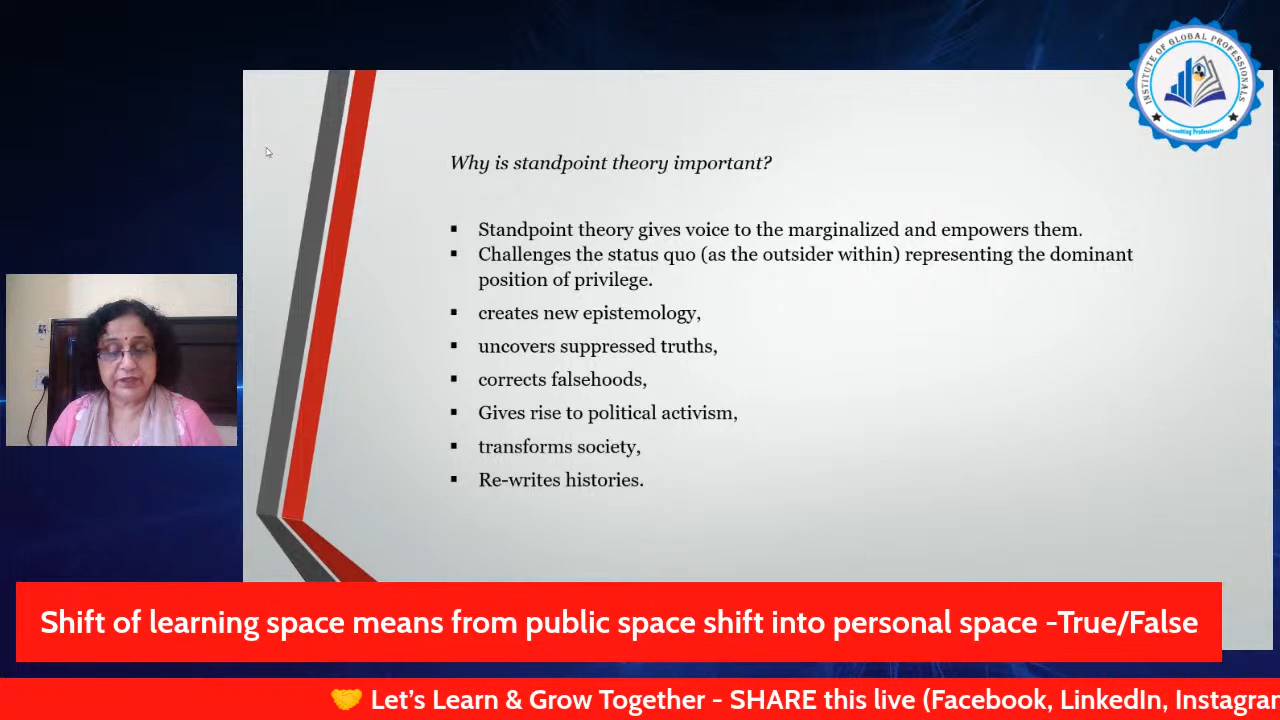 INSTITUTE OF GLOBAL PROFESSIONALS
Connecting Professionals
Why is standpoint theory important?
▪ Standpoint theory gives voice to the marginalized and empowers them.
▪ Challenges the status quo (as the outsider within) representing the dominant
position of privilege.
▪ creates new epistemology,
▪ uncovers suppressed truths,
▪ corrects falsehoods,
▪ Gives rise to political activism,
▪ transforms society,
▪ Re-writes histories.
Shift of learning space means from public space shift into personal space -True/False
🤝 Let's Learn & Grow Together - SHARE this live (Facebook, LinkedIn, Instagran